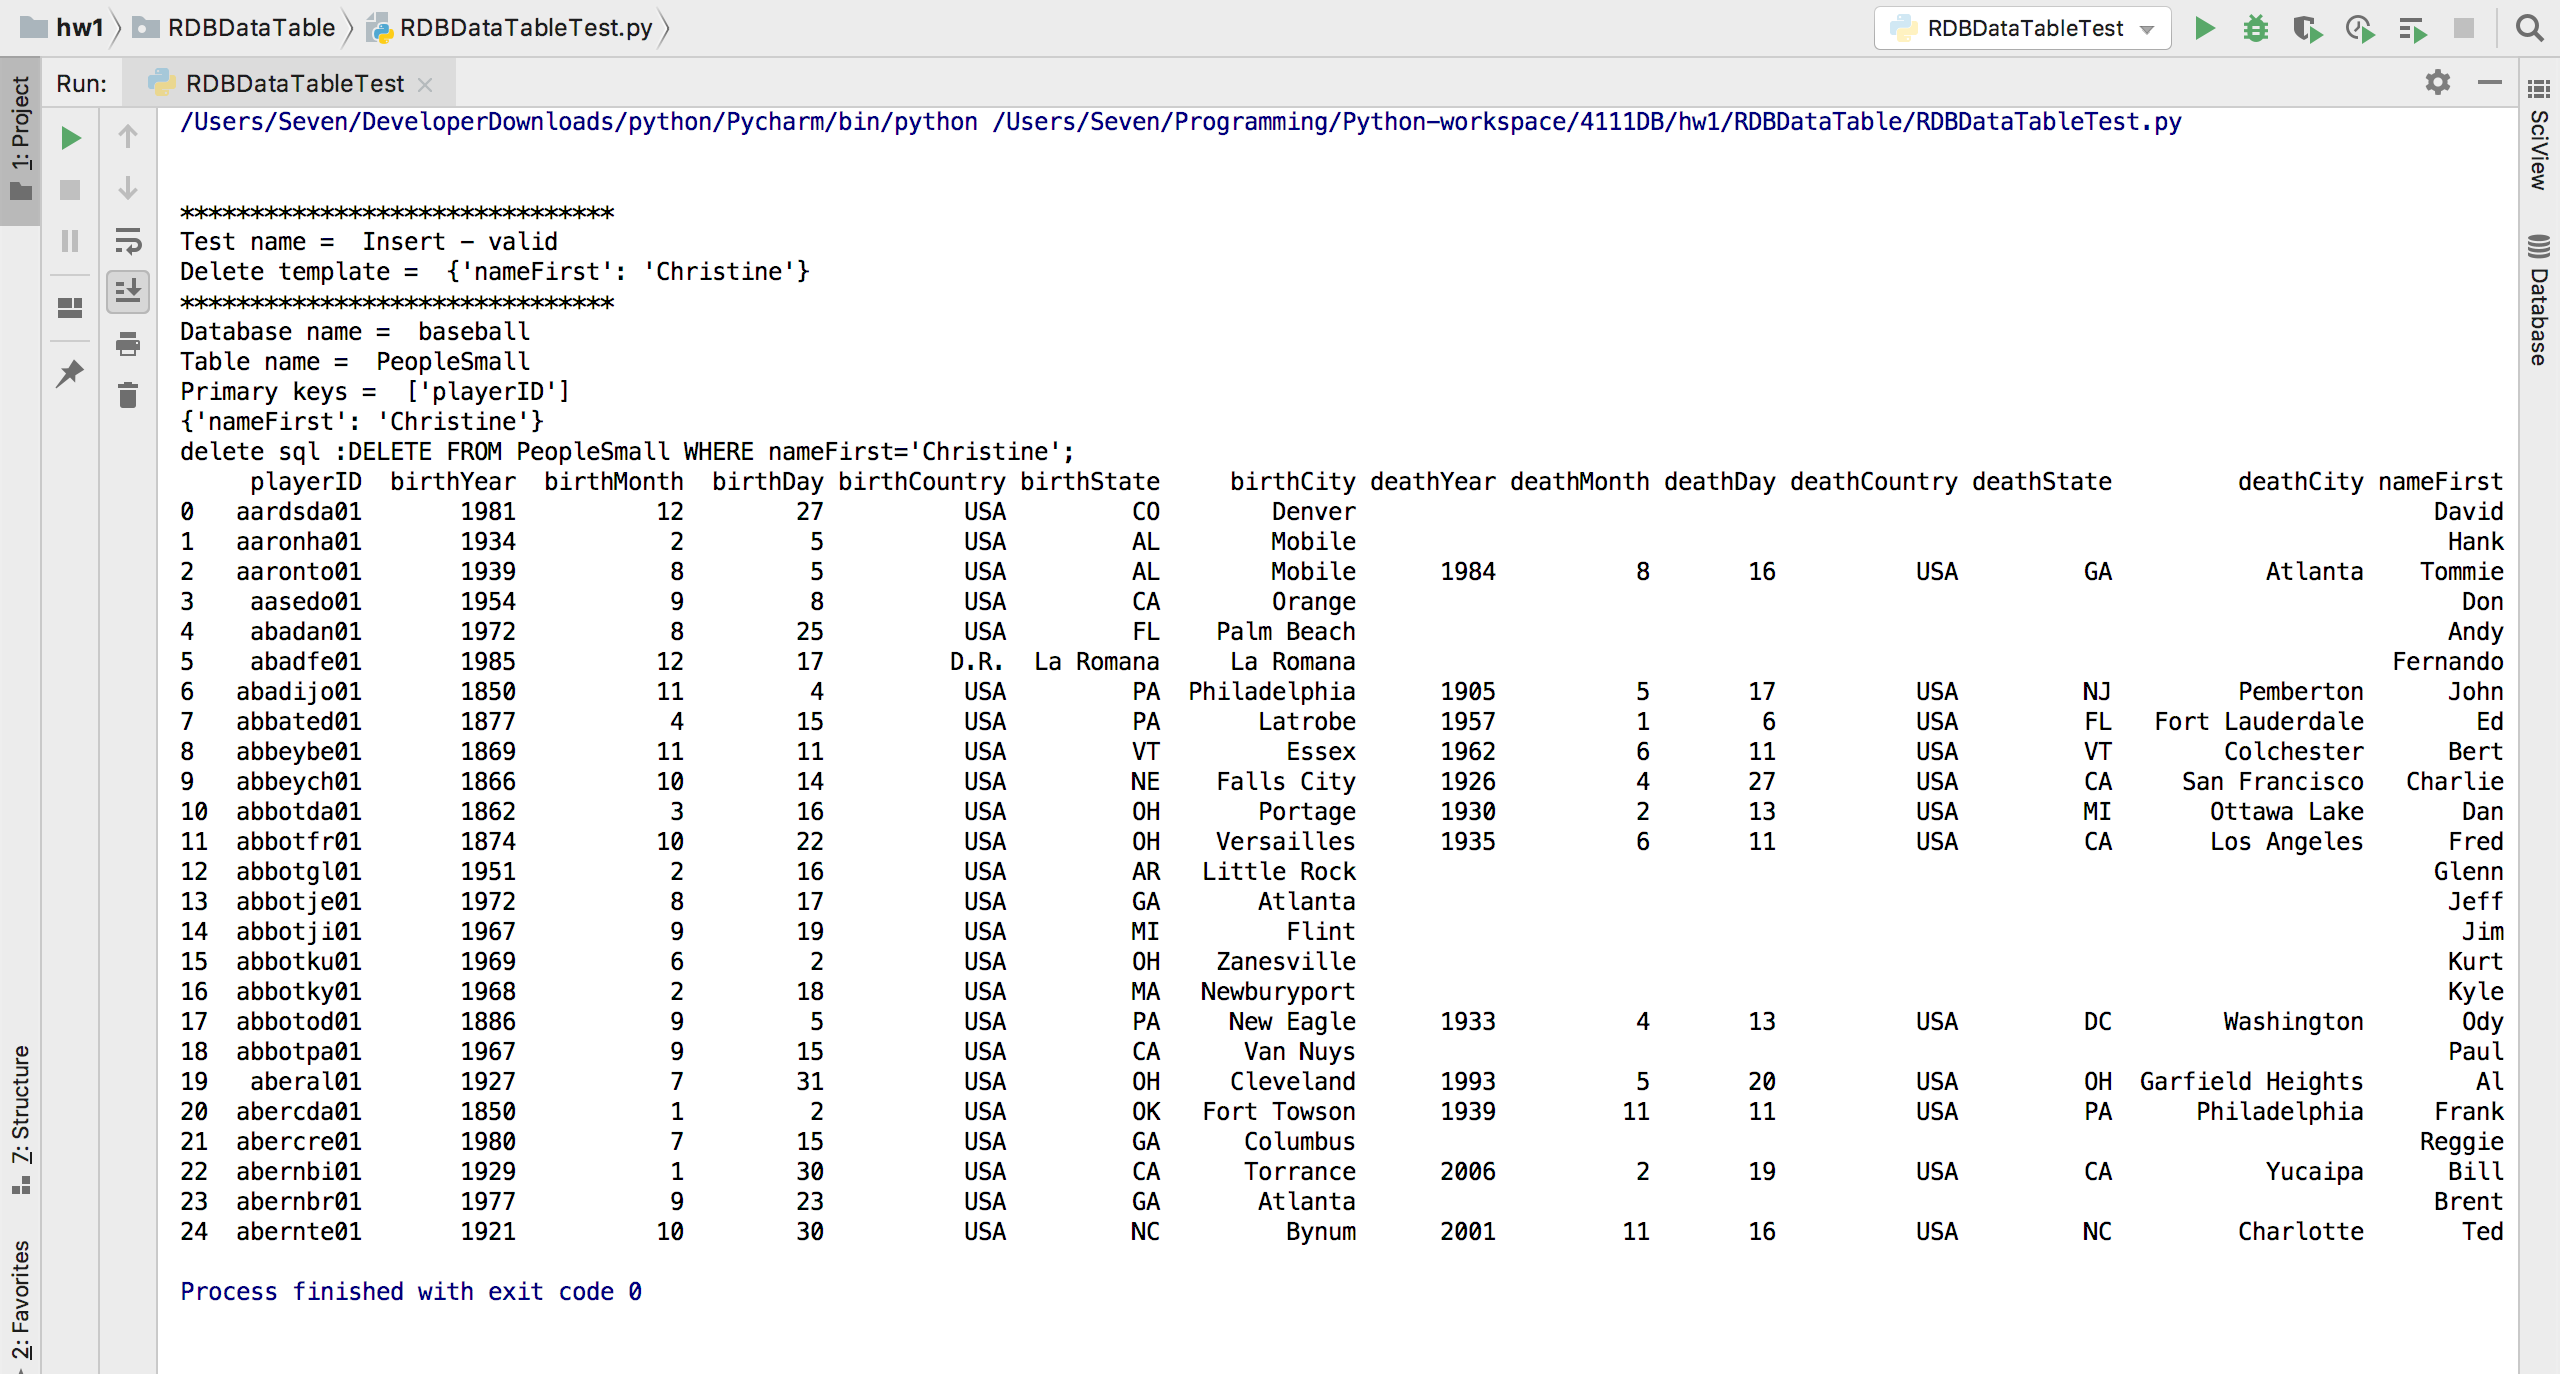 hw1 RDBDataTable RDBDataTableTest.py RDBDataTableTest
Run: RDBDataTableTest
1: Project
7: Structure
2: Favorites
SciView
Database
/Users/Seven/DeveloperDownloads/python/Pycharm/bin/python /Users/Seven/Programming/Python-workspace/4111DB/hw1/RDBDataTable/RDBDataTableTest.py
*******************************
Test name =  Insert - valid
Delete template =  {'nameFirst': 'Christine'}
*******************************
Database name =  baseball
Table name =  PeopleSmall
Primary keys =  ['playerID']
{'nameFirst': 'Christine'}
delete sql :DELETE FROM PeopleSmall WHERE nameFirst='Christine';
playerID birthYear birthMonth birthDay birthCountry birthState birthCity deathYear deathMonth deathDay deathCountry deathState deathCity nameFirst
0 aardsda01 1981 12 27 USA CO Denver David
1 aaronha01 1934 2 5 USA AL Mobile Hank
2 aaronto01 1939 8 5 USA AL Mobile 1984 8 16 USA GA Atlanta Tommie
3 aasedo01 1954 9 8 USA CA Orange Don
4 abadan01 1972 8 25 USA FL Palm Beach Andy
5 abadfe01 1985 12 17 D.R. La Romana La Romana Fernando
6 abadijo01 1850 11 4 USA PA Philadelphia 1905 5 17 USA NJ Pemberton John
7 abbated01 1877 4 15 USA PA Latrobe 1957 1 6 USA FL Fort Lauderdale Ed
8 abbeybe01 1869 11 11 USA VT Essex 1962 6 11 USA VT Colchester Bert
9 abbeych01 1866 10 14 USA NE Falls City 1926 4 27 USA CA San Francisco Charlie
10 abbotda01 1862 3 16 USA OH Portage 1930 2 13 USA MI Ottawa Lake Dan
11 abbotfr01 1874 10 22 USA OH Versailles 1935 6 11 USA CA Los Angeles Fred
12 abbotgl01 1951 2 16 USA AR Little Rock Glenn
13 abbotje01 1972 8 17 USA GA Atlanta Jeff
14 abbotji01 1967 9 19 USA MI Flint Jim
15 abbotku01 1969 6 2 USA OH Zanesville Kurt
16 abbotky01 1968 2 18 USA MA Newburyport Kyle
17 abbotod01 1886 9 5 USA PA New Eagle 1933 4 13 USA DC Washington Ody
18 abbotpa01 1967 9 15 USA CA Van Nuys Paul
19 aberal01 1927 7 31 USA OH Cleveland 1993 5 20 USA OH Garfield Heights Al
20 abercda01 1850 1 2 USA OK Fort Towson 1939 11 11 USA PA Philadelphia Frank
21 abercre01 1980 7 15 USA GA Columbus Reggie
22 abernbi01 1929 1 30 USA CA Torrance 2006 2 19 USA CA Yucaipa Bill
23 abernbr01 1977 9 23 USA GA Atlanta Brent
24 abernte01 1921 10 30 USA NC Bynum 2001 11 16 USA NC Charlotte Ted
Process finished with exit code 0